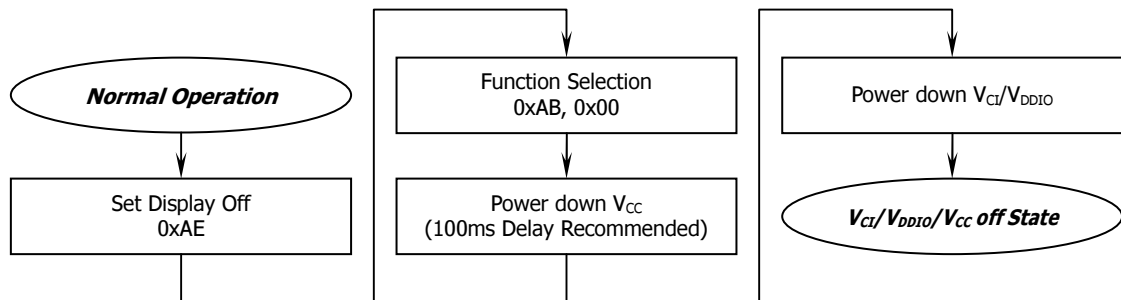 Normal Operation
Set Display Off
0xAE
Function Selection
0xAB, 0x00
Power down VCC
(100ms Delay Recommended)
Power down VCI/VDDIO
VCI/VDDIO/VCC off State